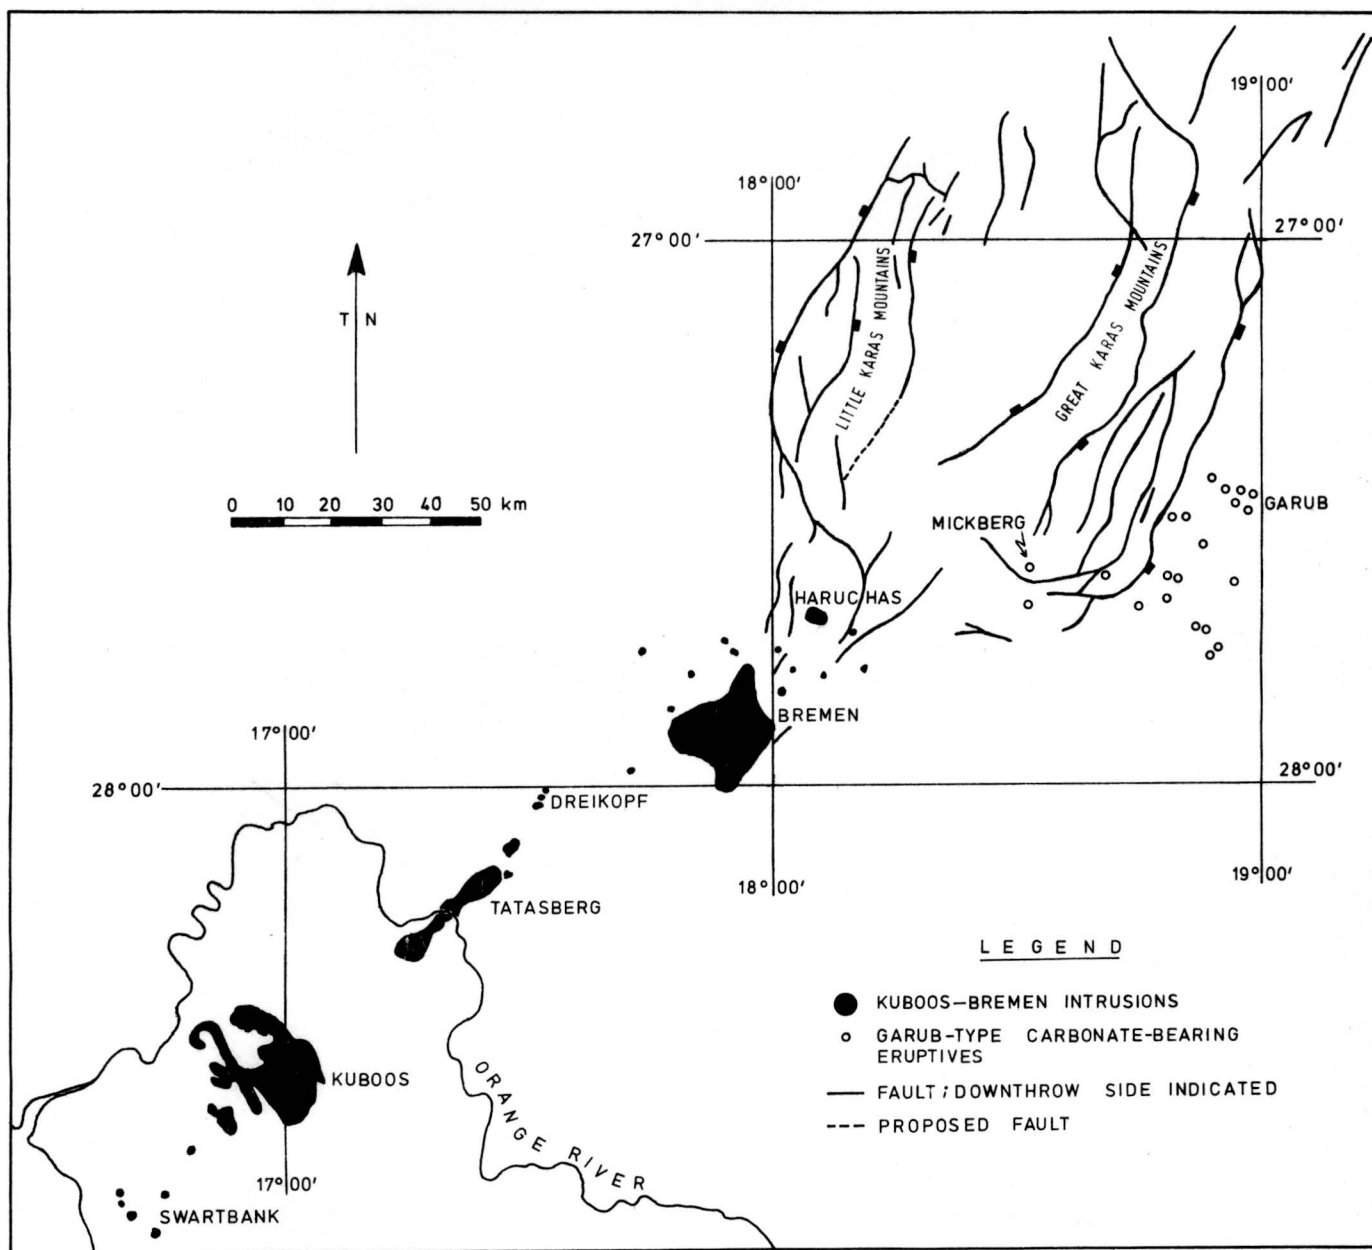 19°00'
18°00'
27°00'
27°00'
T N
LITTLE KARAS MOUNTAINS
GREAT KARAS MOUNTAINS
0 10 20 30 40 50 km
GARUB
MICKBERG
HARUCHAS
BREMEN
17°00'
28°00'
28°00'
DREIKOPF
18°00'
19°00'
TATASBERG
LEGEND
KUBOOS–BREMEN INTRUSIONS
GARUB-TYPE CARBONATE-BEARING
ERUPTIVES
FAULT; DOWNTHROW SIDE INDICATED
PROPOSED FAULT
KUBOOS
ORANGE RIVER
17°00'
SWARTBANK